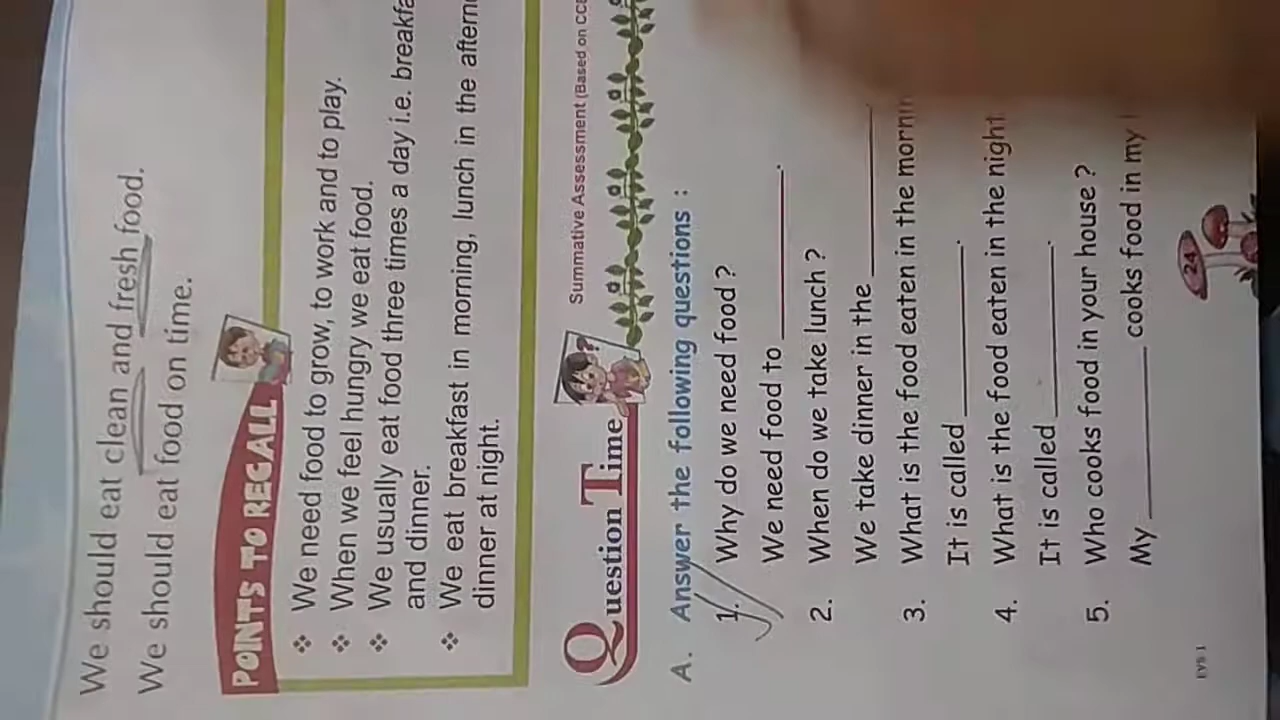 We should eat clean and fresh food.
We should eat food on time.
POINTS TO RECALL
❖ We need food to grow, to work and to play.
❖ When we feel hungry we eat food.
❖ We usually eat food three times a day i.e.
and dinner.
❖ We eat breakfast in morning, lunch in the
dinner at night.
Question Time
Summative Assessment (Based on
A. Answer the following questions :
1. Why do we need food ?
We need food to ________.
2. When do we take lunch ?
We take dinner in the ________
3. What is the food eaten in the
It is called ________.
4. What is the food eaten in the night
It is called ________.
5. Who cooks food in your house ?
My ________ cooks food in my
24
EVS-1